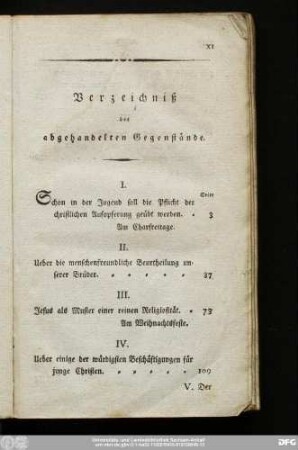 XI
Verzeichniß
der
abgehandelten Gegenstände.
I.
Seite
Schon in der Jugend soll die Pflicht der
christlichen Aufopferung geübt werden. 3
Am Charfreitage.
II.
Ueber die menschenfreundliche Beurtheilung un-
serer Brüder. 37
III.
Jesus als Muster einer reinen Religiosität. 73
Am Weihnachtsfeste.
IV.
Ueber einige der würdigsten Beschäftigungen für
junge Christen. 109
V. Der